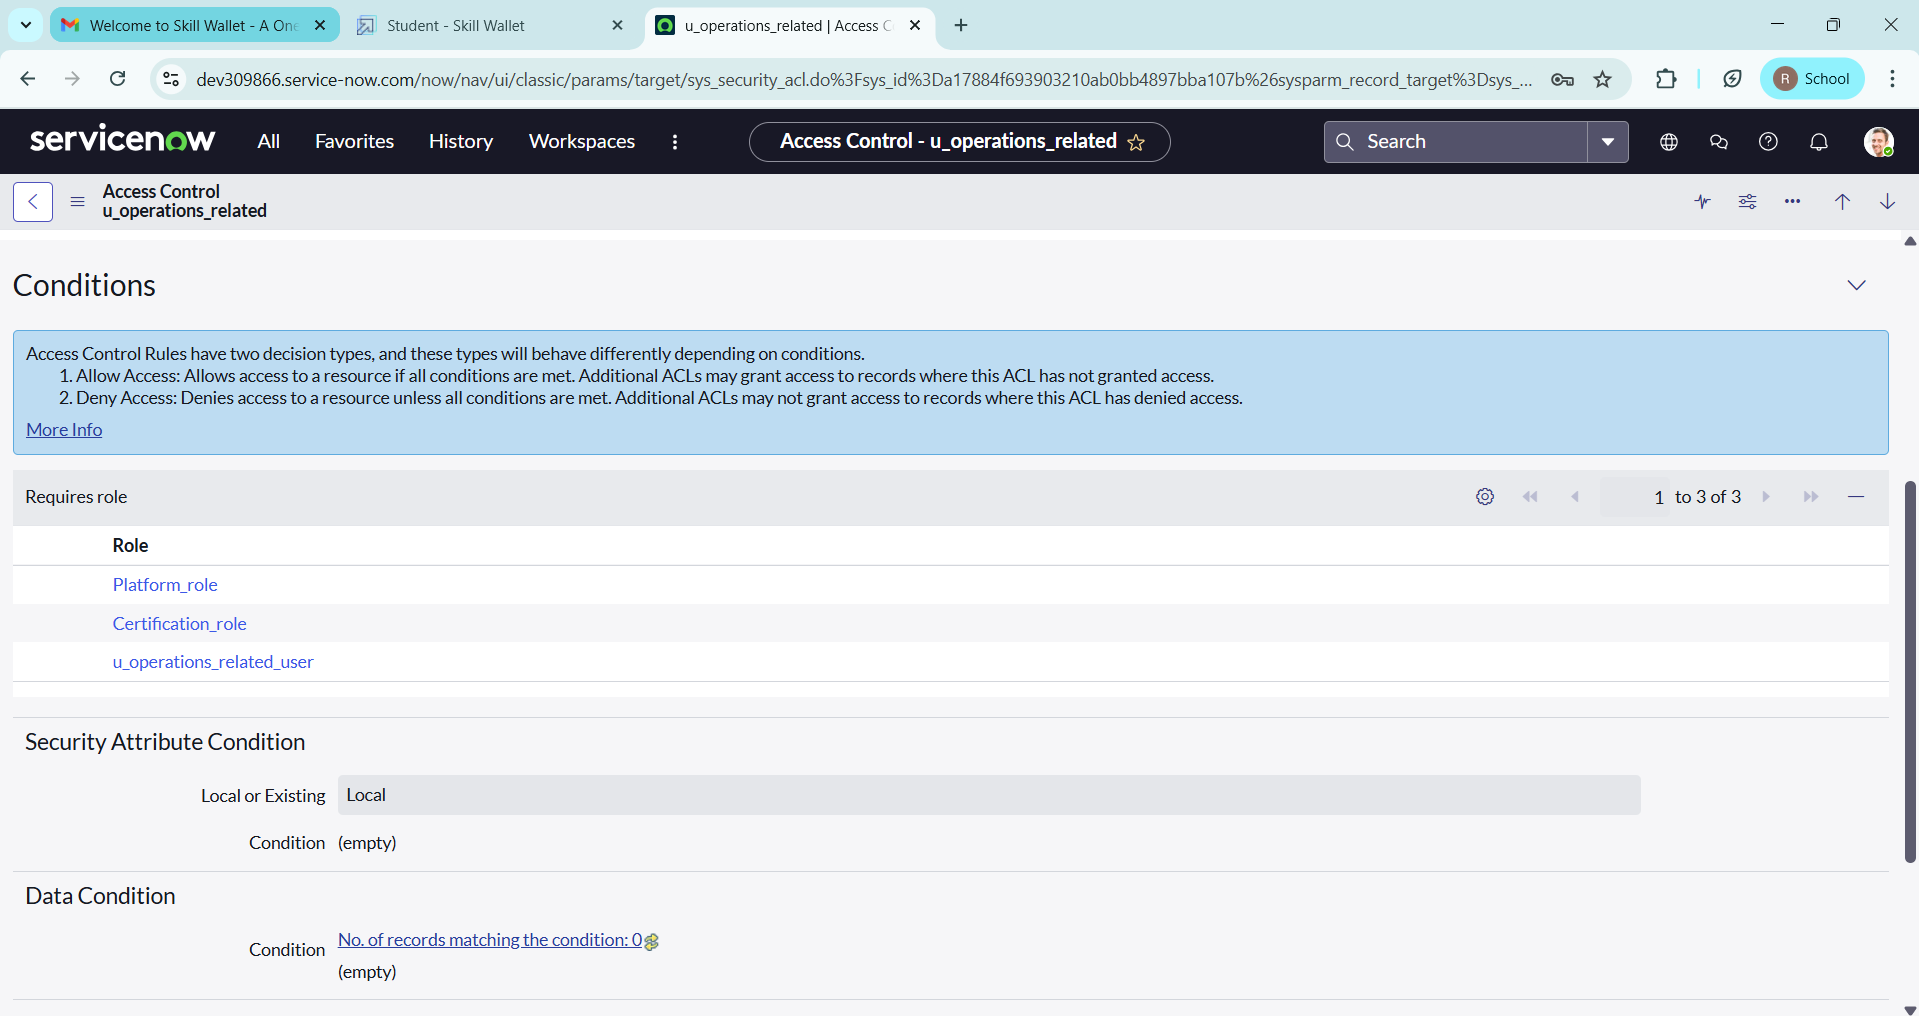 Welcome to Skill Wallet - A One
Student - Skill Wallet
u_operations_related | Access C
dev309866.service-now.com/now/nav/ui/classic/params/target/sys_security_acl.do%3Fsys_id%3Da17884f693903210ab0bb4897bba107b%26sysparm_record_target%3Dsys_...
R School
servicenow All Favorites History Workspaces Access Control - u_operations_related Search
Access Control
u_operations_related
Conditions
Access Control Rules have two decision types, and these types will behave differently depending on conditions.
1. Allow Access: Allows access to a resource if all conditions are met. Additional ACLs may grant access to records where this ACL has not granted access.
2. Deny Access: Denies access to a resource unless all conditions are met. Additional ACLs may not grant access to records where this ACL has denied access.
More Info
Requires role 1 to 3 of 3
Role
Platform_role
Certification_role
u_operations_related_user
Security Attribute Condition
Local or Existing Local
Condition (empty)
Data Condition
Condition No. of records matching the condition: 0
(empty)